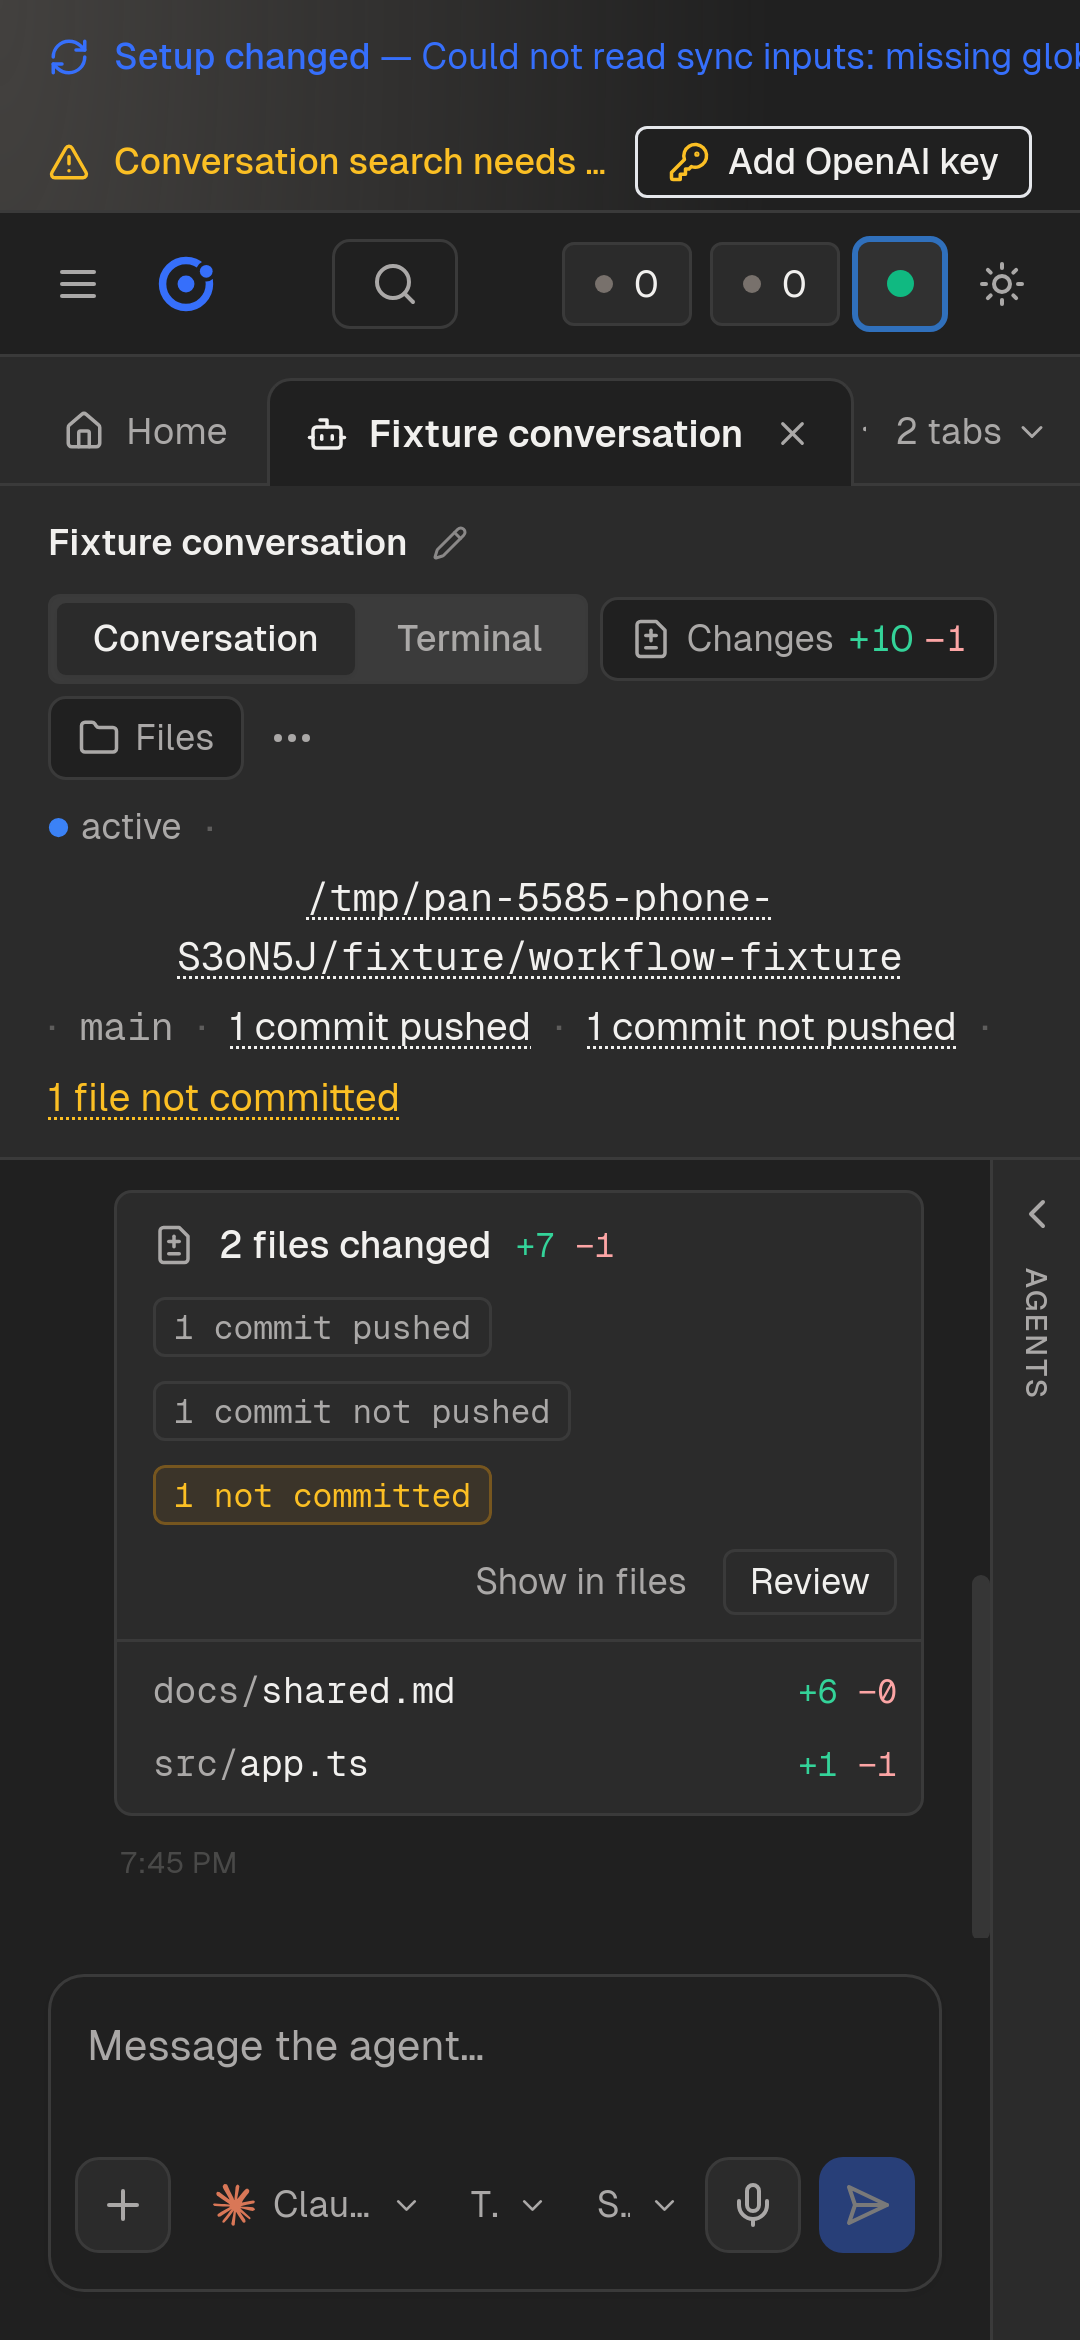 Setup changed — Could not read sync inputs: missing glob
Conversation search needs ... Add OpenAI key
0 0
Home Fixture conversation 2 tabs
Fixture conversation
Conversation Terminal Changes +10 −1
Files
active ·
/tmp/pan-5585-phone-
S3oN5J/fixture/workflow-fixture
· main · 1 commit pushed · 1 commit not pushed ·
1 file not committed
2 files changed +7 −1
1 commit pushed
1 commit not pushed
1 not committed
Show in files Review
docs/shared.md +6 −0
src/app.ts +1 −1
7:45 PM
AGENTS
Message the agent...
Clau... T. S..